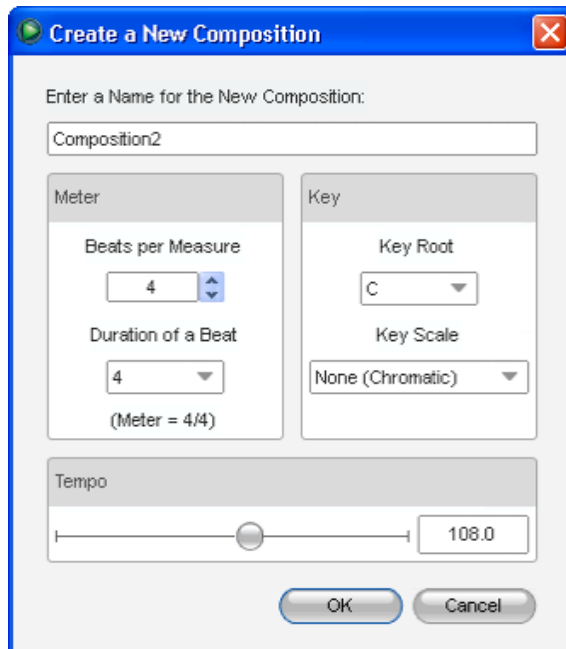 Create a New Composition
Enter a Name for the New Composition:
Composition2
Meter
Beats per Measure
4
Duration of a Beat
4
(Meter = 4/4)
Key
Key Root
C
Key Scale
None (Chromatic)
Tempo
108.0
OK
Cancel